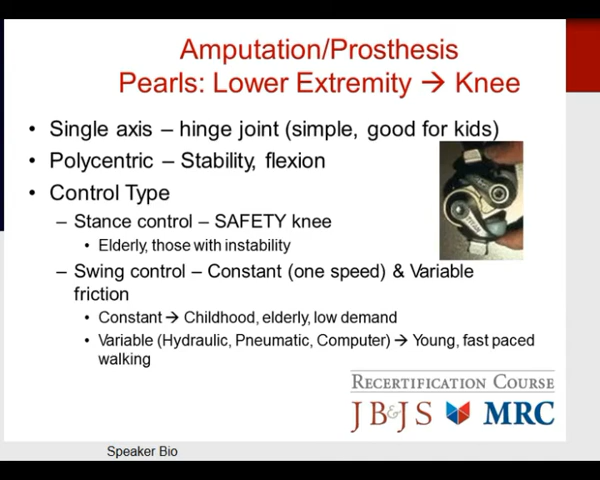 Amputation/Prosthesis
Pearls: Lower Extremity → Knee
• Single axis – hinge joint (simple, good for kids)
• Polycentric – Stability, flexion
• Control Type
– Stance control – SAFETY knee
• Elderly, those with instability
– Swing control – Constant (one speed) & Variable
friction
• Constant → Childhood, elderly, low demand
• Variable (Hydraulic, Pneumatic, Computer) → Young, fast paced
walking
RECERTIFICATION COURSE
JB&JS MRC
Speaker Bio